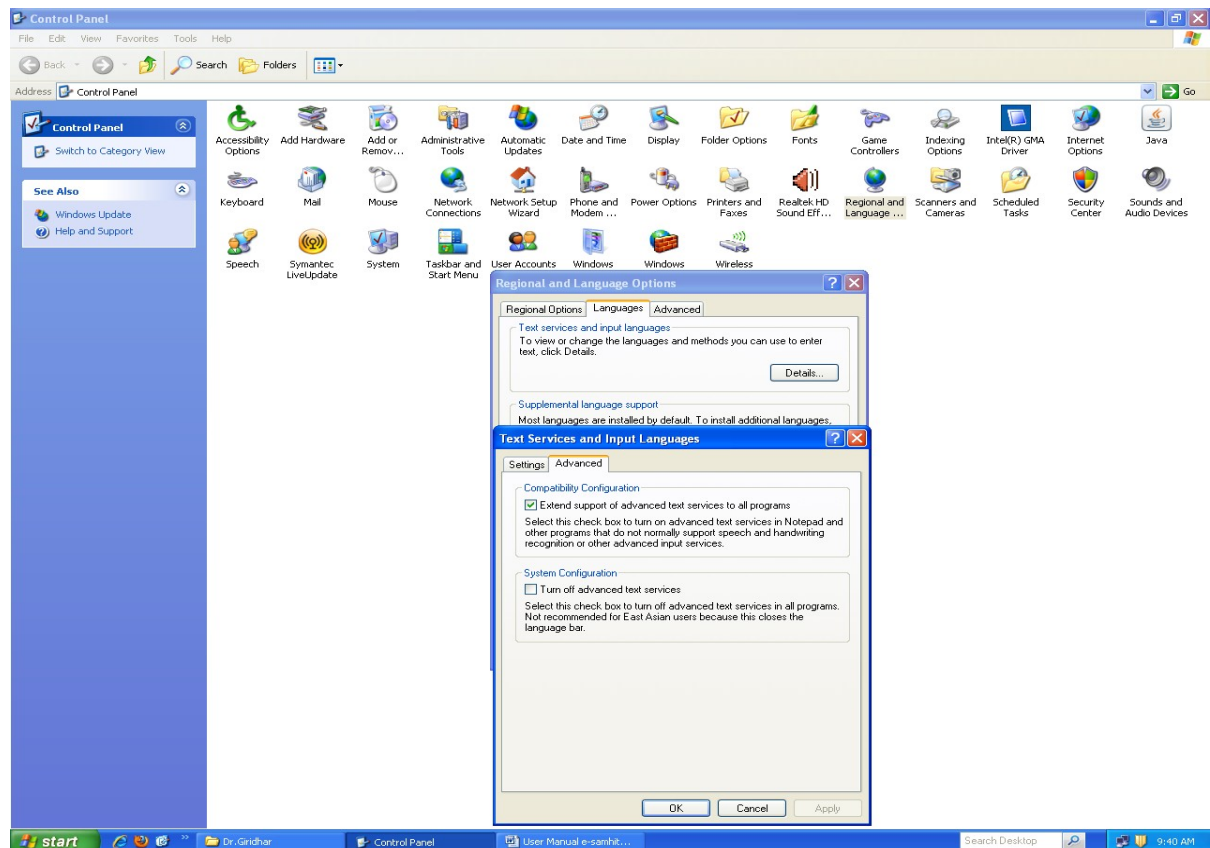 Control Panel
File Edit View Favorites Tools Help
Back Search Folders
Address Control Panel Go
Control Panel
Switch to Category View
See Also
Windows Update
Help and Support
Accessibility Options
Add Hardware
Add or Remov...
Administrative Tools
Automatic Updates
Date and Time
Display
Folder Options
Fonts
Game Controllers
Indexing Options
Intel(R) GMA Driver
Internet Options
Java
Keyboard
Mail
Mouse
Network Connections
Network Setup Wizard
Phone and Modem ...
Power Options
Printers and Faxes
Realtek HD Sound Eff...
Regional and Language ...
Scanners and Cameras
Scheduled Tasks
Security Center
Sounds and Audio Devices
Speech
Symantec LiveUpdate
System
Taskbar and Start Menu
User Accounts
Windows
Windows
Wireless
Regional and Language Options
Regional Options Languages Advanced
Text services and input languages
To view or change the languages and methods you can use to enter
text, click Details.
Details...
Supplemental language support
Most languages are installed by default. To install additional languages,
Text Services and Input Languages
Settings Advanced
Compatibility Configuration
Extend support of advanced text services to all programs
Select this check box to turn on advanced text services in Notepad and
other programs that do not normally support speech and handwriting
recognition or other advanced input services.
System Configuration
Turn off advanced text services
Select this check box to turn off advanced text services in all programs.
Not recommended for East Asian users because this closes the
language bar.
OK Cancel Apply
start Dr.Giridhar Control Panel User Manual e-samhit... Search Desktop 9:40 AM